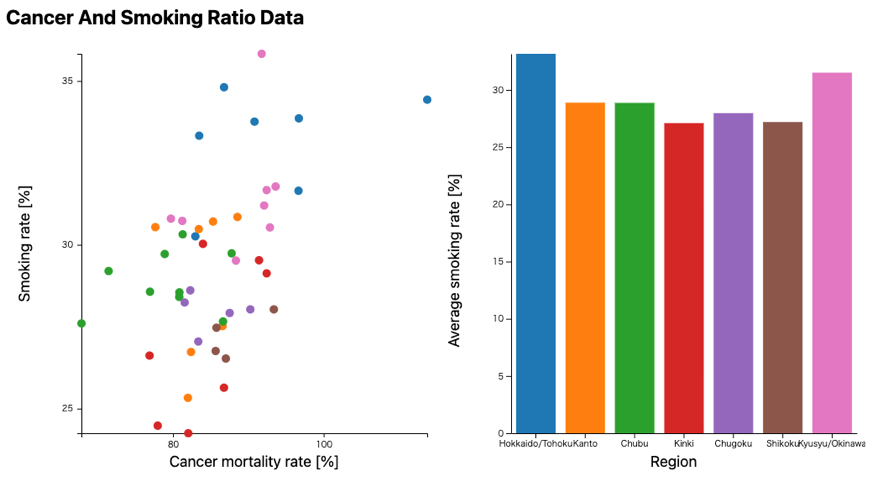 Cancer And Smoking Ratio Data
35
30
25
Smoking rate [%]
80
100
Cancer mortality rate [%]
30
25
20
15
10
5
0
Average smoking rate [%]
Hokkaido/Tohoku
Kanto
Chubu
Kinki
Chugoku
Shikoku
Kyusyu/Okinawa
Region